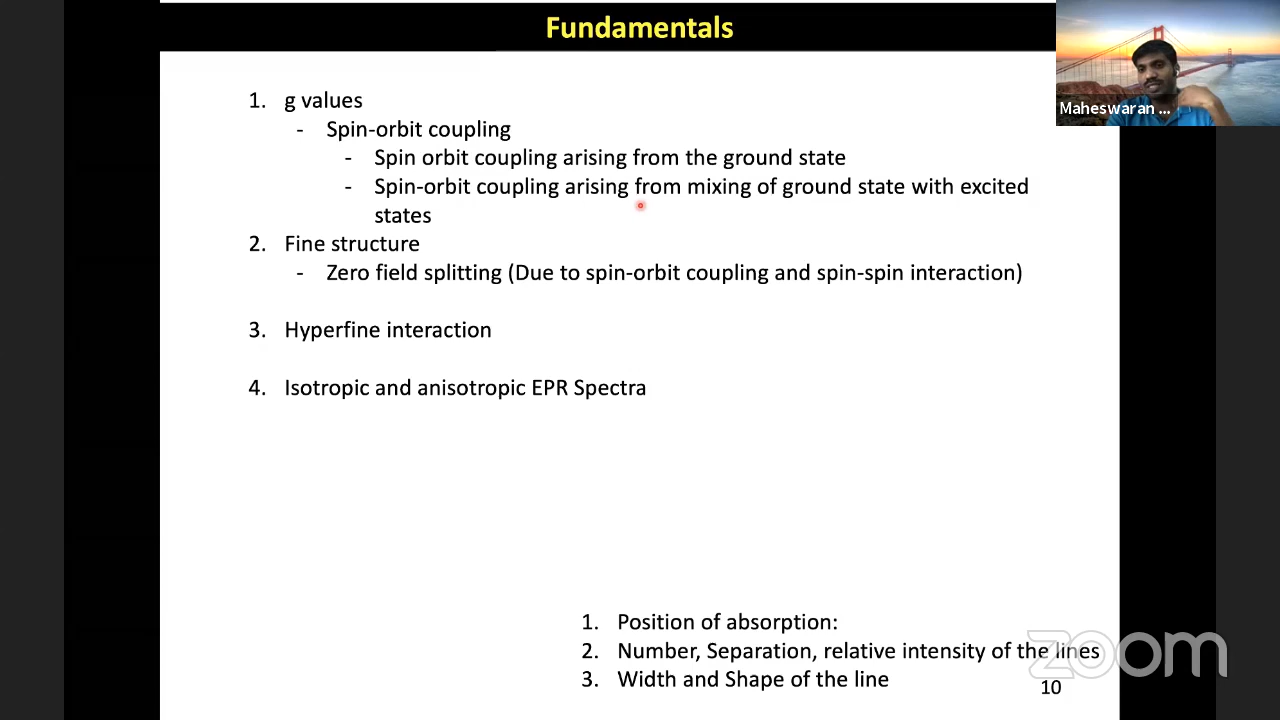 Fundamentals
Maheswaran ...
1. g values
- Spin-orbit coupling
- Spin orbit coupling arising from the ground state
- Spin-orbit coupling arising from mixing of ground state with excited
states
2. Fine structure
- Zero field splitting (Due to spin-orbit coupling and spin-spin interaction)
3. Hyperfine interaction
4. Isotropic and anisotropic EPR Spectra
1. Position of absorption:
2. Number, Separation, relative intensity of the lines
3. Width and Shape of the line
10
zoom